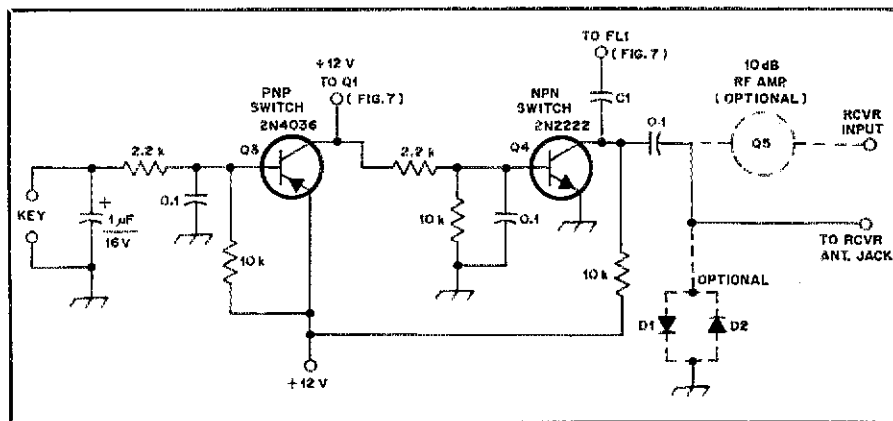 TO FL1
(FIG. 7)
+12 V
TO Q1
(FIG. 7)
PNP
SWITCH
2N4036
Q3
NPN
SWITCH
2N2222
Q4
C1
10 dB
RF AMP
(OPTIONAL)
Q5
RCVR
INPUT
2.2 k
2.2 k
0.1
KEY
+
1 µF
16 V
0.1
10 k
10 k
0.1
10 k
TO RCVR
ANT. JACK
OPTIONAL
D1
D2
+12 V